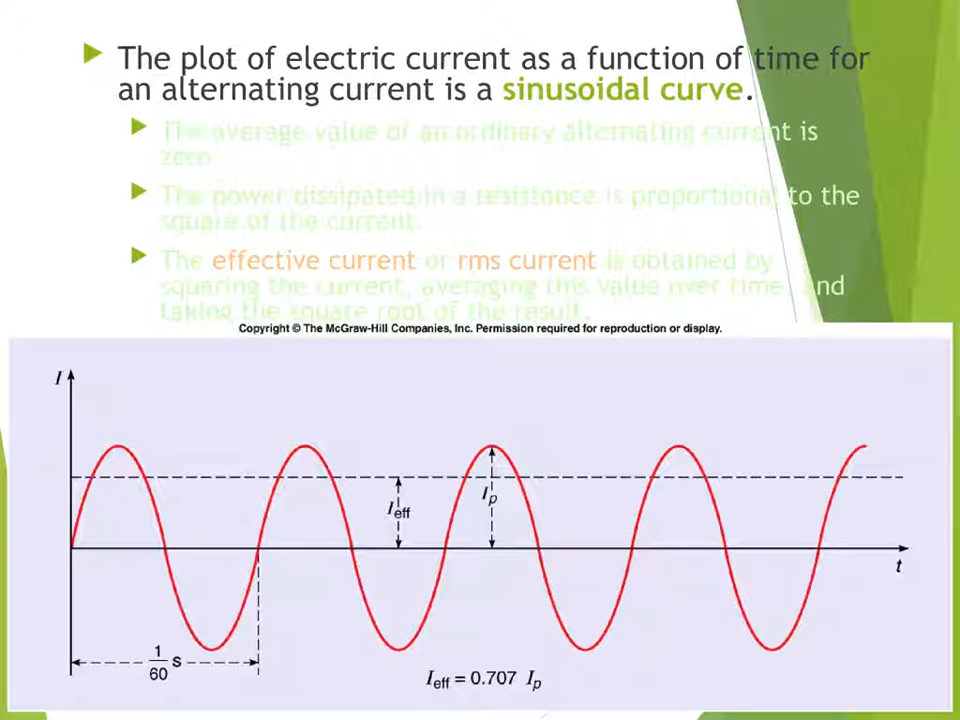 The plot of electric current as a function of time for
an alternating current is a sinusoidal curve.
The average value of an ordinary alternating current is
zero
The power dissipated in a resistance is proportional to the
square of the current
The effective current or rms current is obtained by
squaring the current, averaging this value over time, and
taking the square root of the result.
Copyright © The McGraw-Hill Companies, Inc. Permission required for reproduction or display.
I
Ip
Ieff
t
1/60 s
Ieff = 0.707 Ip